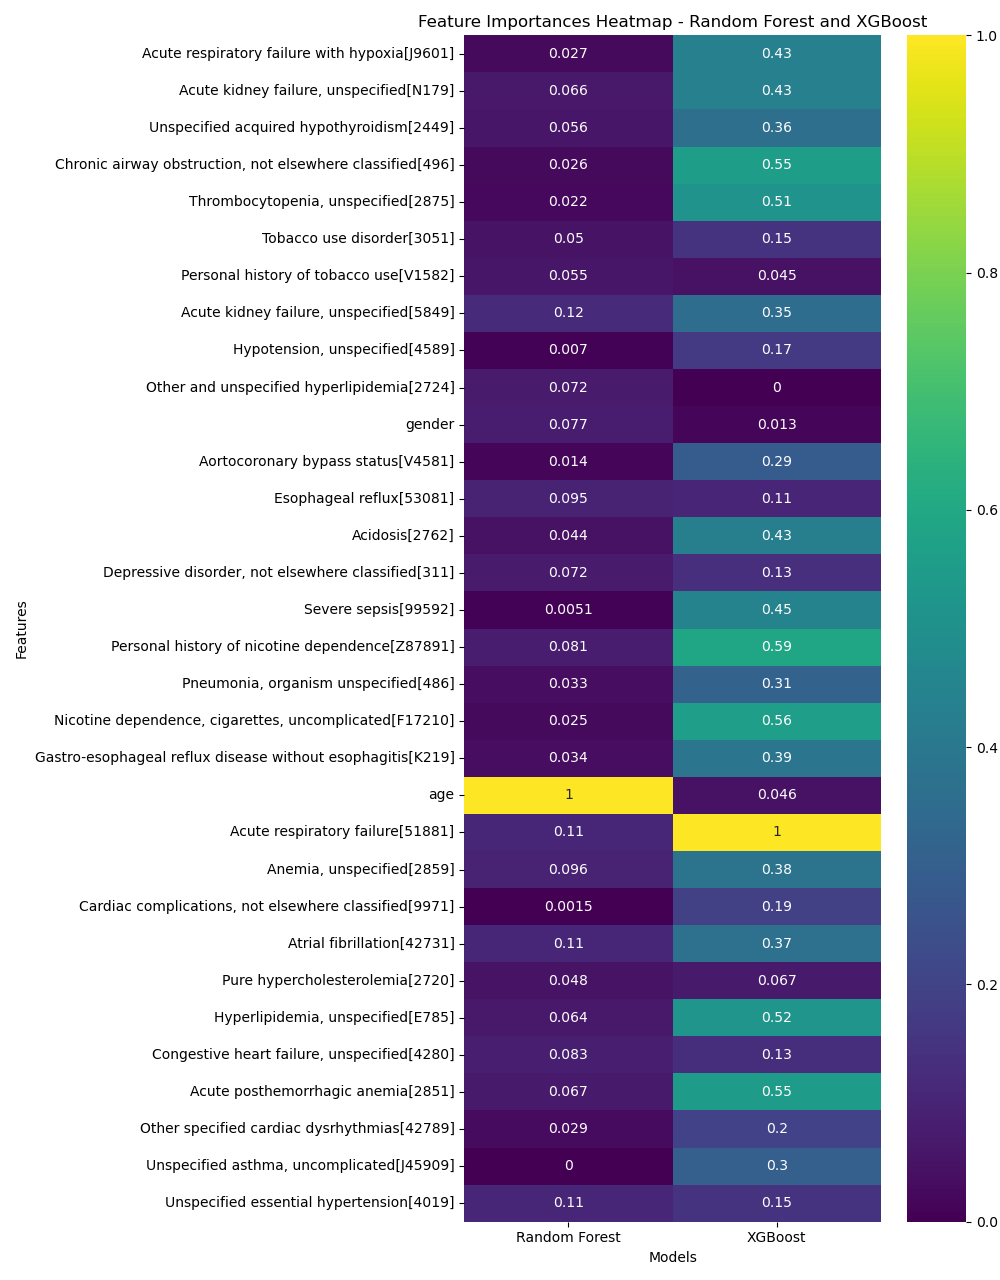 Feature Importances Heatmap - Random Forest and XGBoost
Acute respiratory failure with hypoxia[J9601] 0.027 0.43
Acute kidney failure, unspecified[N179] 0.066 0.43
Unspecified acquired hypothyroidism[2449] 0.056 0.36
Chronic airway obstruction, not elsewhere classified[496] 0.026 0.55
Thrombocytopenia, unspecified[2875] 0.022 0.51
Tobacco use disorder[3051] 0.05 0.15
Personal history of tobacco use[V1582] 0.055 0.045
Acute kidney failure, unspecified[5849] 0.12 0.35
Hypotension, unspecified[4589] 0.007 0.17
Other and unspecified hyperlipidemia[2724] 0.072 0
gender 0.077 0.013
Aortocoronary bypass status[V4581] 0.014 0.29
Esophageal reflux[53081] 0.095 0.11
Acidosis[2762] 0.044 0.43
Depressive disorder, not elsewhere classified[311] 0.072 0.13
Severe sepsis[99592] 0.0051 0.45
Personal history of nicotine dependence[Z87891] 0.081 0.59
Pneumonia, organism unspecified[486] 0.033 0.31
Nicotine dependence, cigarettes, uncomplicated[F17210] 0.025 0.56
Gastro-esophageal reflux disease without esophagitis[K219] 0.034 0.39
age 1 0.046
Acute respiratory failure[51881] 0.11 1
Anemia, unspecified[2859] 0.096 0.38
Cardiac complications, not elsewhere classified[9971] 0.0015 0.19
Atrial fibrillation[42731] 0.11 0.37
Pure hypercholesterolemia[2720] 0.048 0.067
Hyperlipidemia, unspecified[E785] 0.064 0.52
Congestive heart failure, unspecified[4280] 0.083 0.13
Acute posthemorrhagic anemia[2851] 0.067 0.55
Other specified cardiac dysrhythmias[42789] 0.029 0.2
Unspecified asthma, uncomplicated[J45909] 0 0.3
Unspecified essential hypertension[4019] 0.11 0.15
Random Forest XGBoost
Models
Features
1.0
0.8
0.6
0.4
0.2
0.0